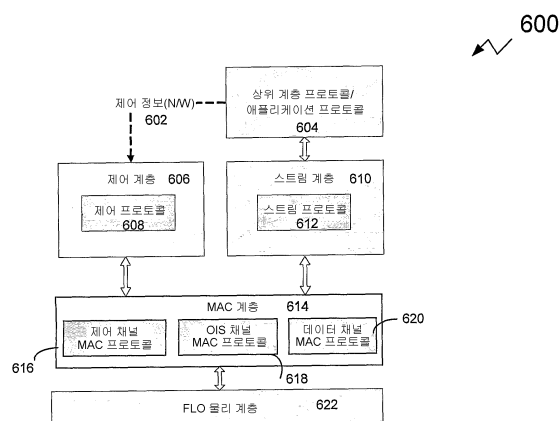 600
상위 계층 프로토콜/
애플리케이션 프로토콜
604
제어 정보(N/W)
602
제어 계층 606
제어 프로토콜
608
스트림 계층 610
스트림 프로토콜
612
MAC 계층 614
제어 채널
MAC 프로토콜
OIS 채널
MAC 프로토콜
데이터 채널
MAC 프로토콜
620
616
618
FLO 물리 계층 622